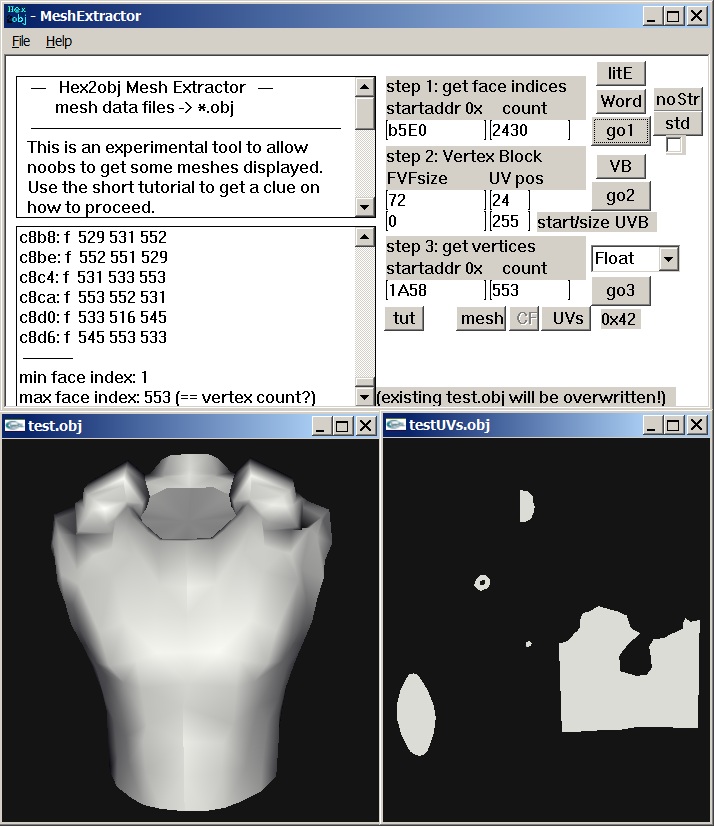 Hex obj - MeshExtractor
File Help
— Hex2obj Mesh Extractor —
mesh data files -> *.obj
This is an experimental tool to allow
noobs to get some meshes displayed.
Use the short tutorial to get a clue on
how to proceed.
c8b8: f 529 531 552
c8be: f 552 551 529
c8c4: f 531 533 553
c8ca: f 553 552 531
c8d0: f 533 516 545
c8d6: f 545 553 533
min face index: 1
max face index: 553 (== vertex count?)
litE
step 1: get face indices
startaddr 0x count
Word noStr
b5E0 2430 go1 std
step 2: Vertex Block
VB
FVFsize UV pos
72 24 go2
0 255 start/size UVB
step 3: get vertices
startaddr 0x count
Float
1A58 553 go3
tut mesh CF UVs 0x42
(existing test.obj will be overwritten!)
test.obj
testUVs.obj